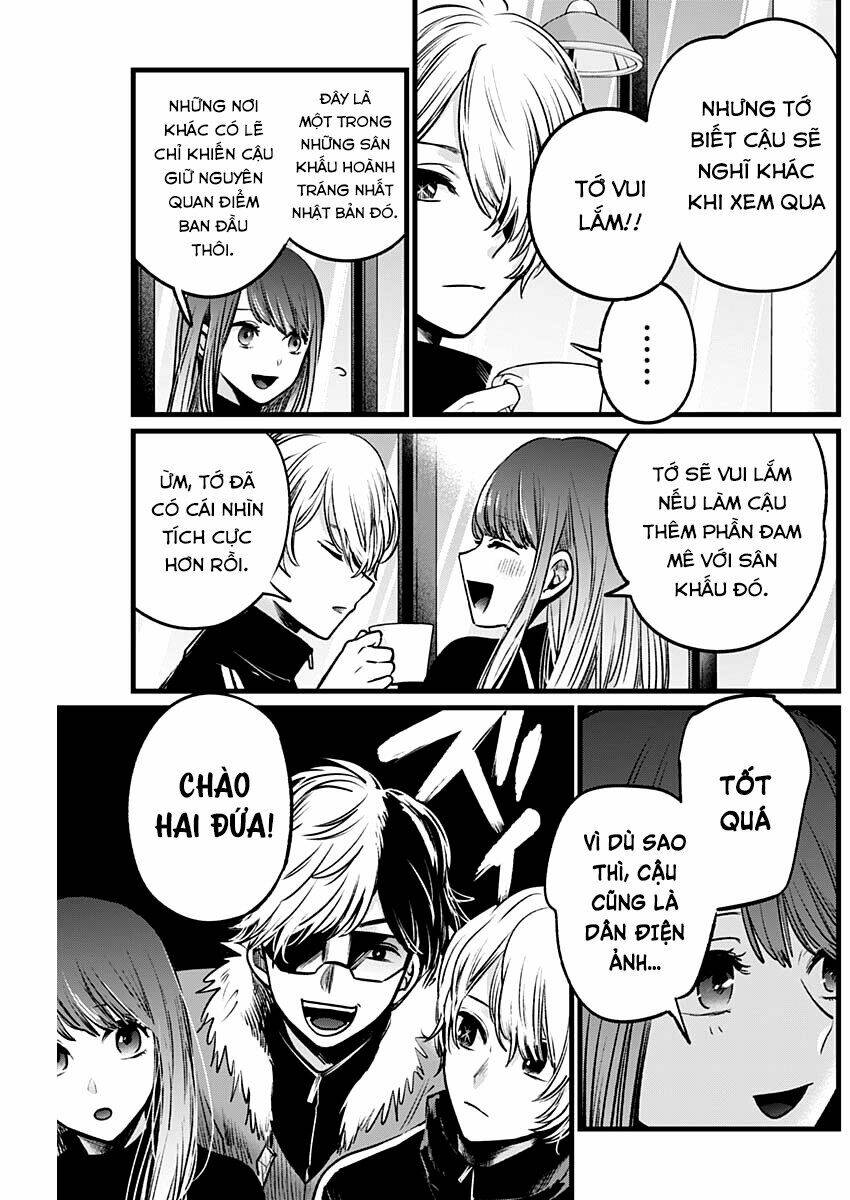 NHƯNG TỚ
BIẾT CẬU SẼ
NGHĨ KHÁC
KHI XEM QUA
TỚ VUI
LẮM!!
......
ĐÂY LÀ
MỘT TRONG
NHỮNG SÂN
KHẤU HOÀNH
TRÁNG NHẤT
NHẬT BẢN ĐÓ.
NHỮNG NƠI
KHÁC CÓ LẼ
CHỈ KHIẾN CẬU
GIỮ NGUYÊN
QUAN ĐIỂM
BAN ĐẦU
THÔI.
TỚ SẼ VUI LẮM
NẾU LÀM CẬU
THÊM PHẦN ĐAM
MÊ VỚI SÂN
KHẤU ĐÓ.
ỪM, TỚ ĐÃ
CÓ CÁI NHÌN
TÍCH CỰC
HƠN RỒI.
TỐT
QUÁ
VÌ DÙ SAO
THÌ, CẬU
CŨNG LÀ
DÂN ĐIỆN
ẢNH...
ズイ
CHÀO
HAI ĐỨA!